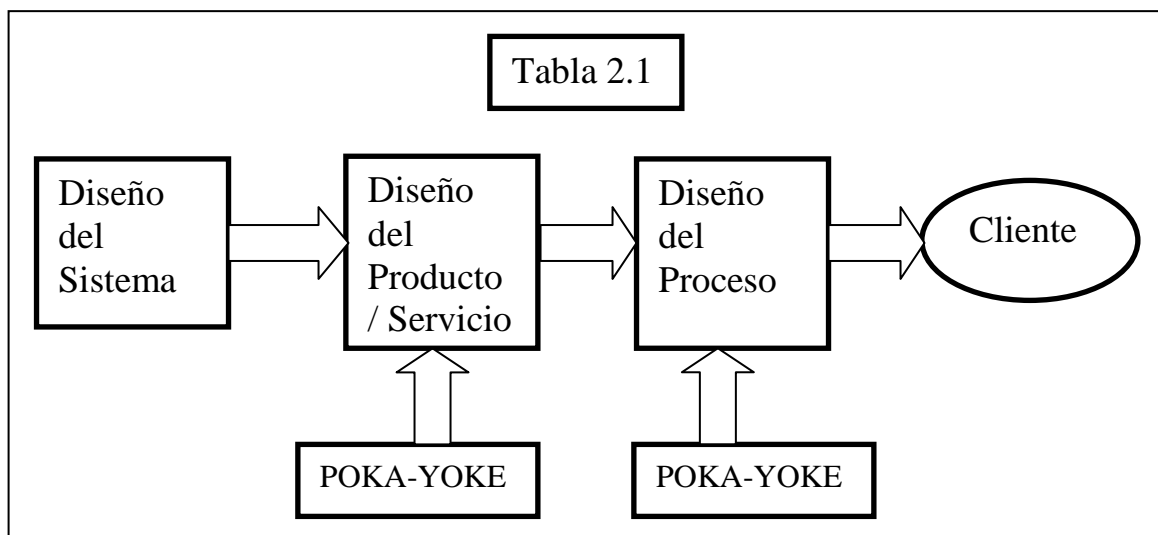 Tabla 2.1
Diseño
del
Sistema
Diseño
del
Producto
/ Servicio
Diseño
del
Proceso
Cliente
POKA-YOKE
POKA-YOKE